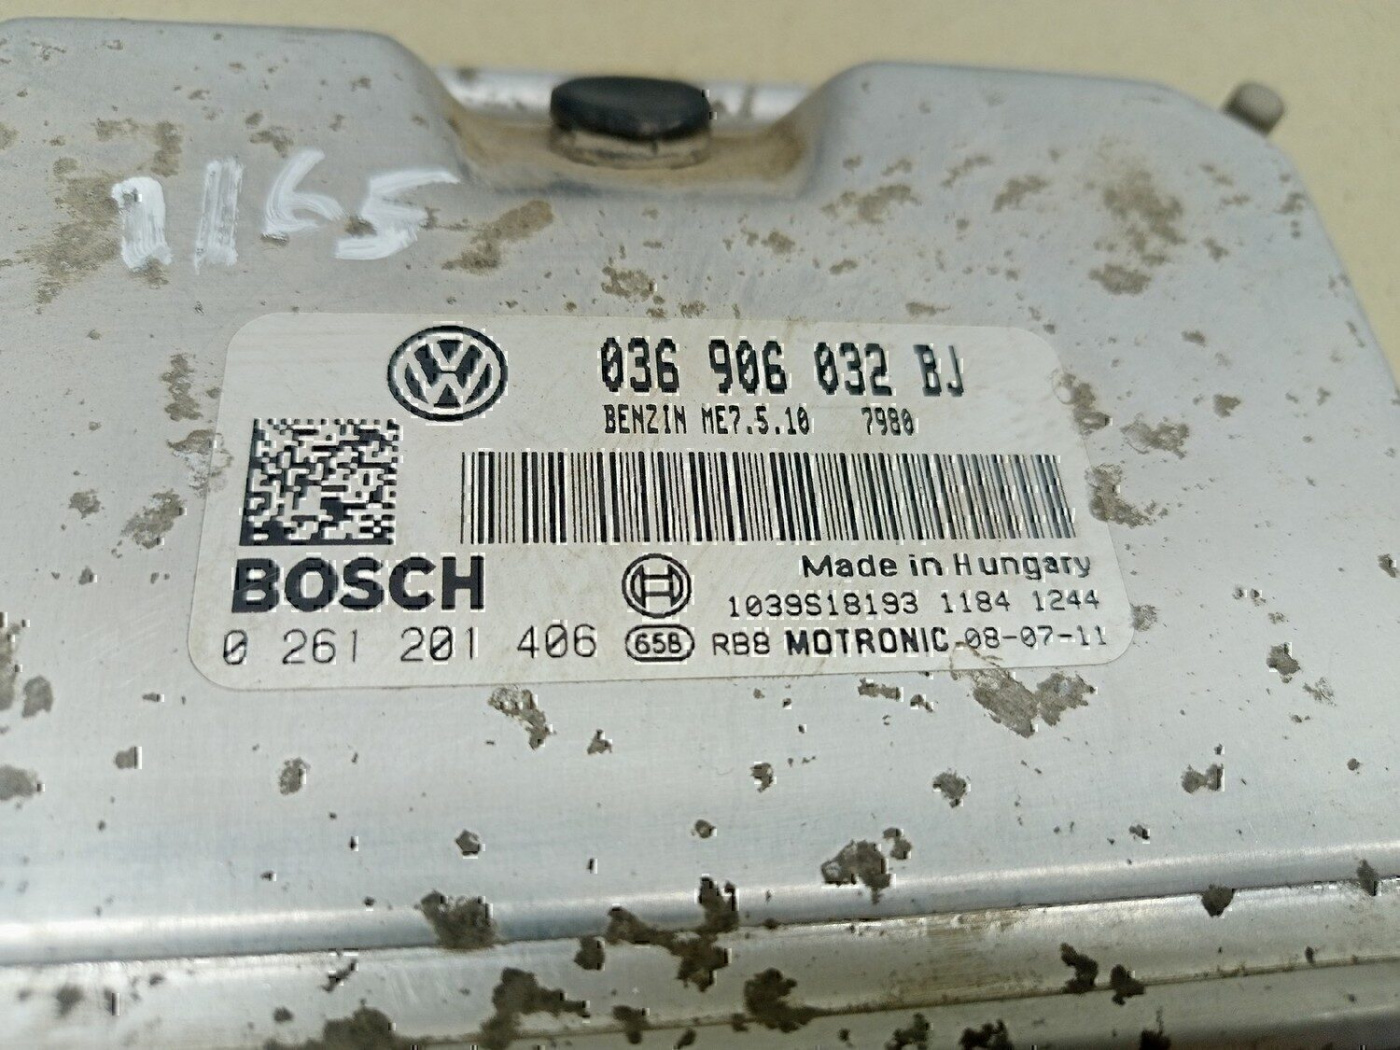 1165
036 906 032 BJ
BENZIN ME7.5.10 7980
BOSCH
Made in Hungary
1039S18193 1184 1244
0 261 201 406 65B RB8 MOTRONIC 08-07-11